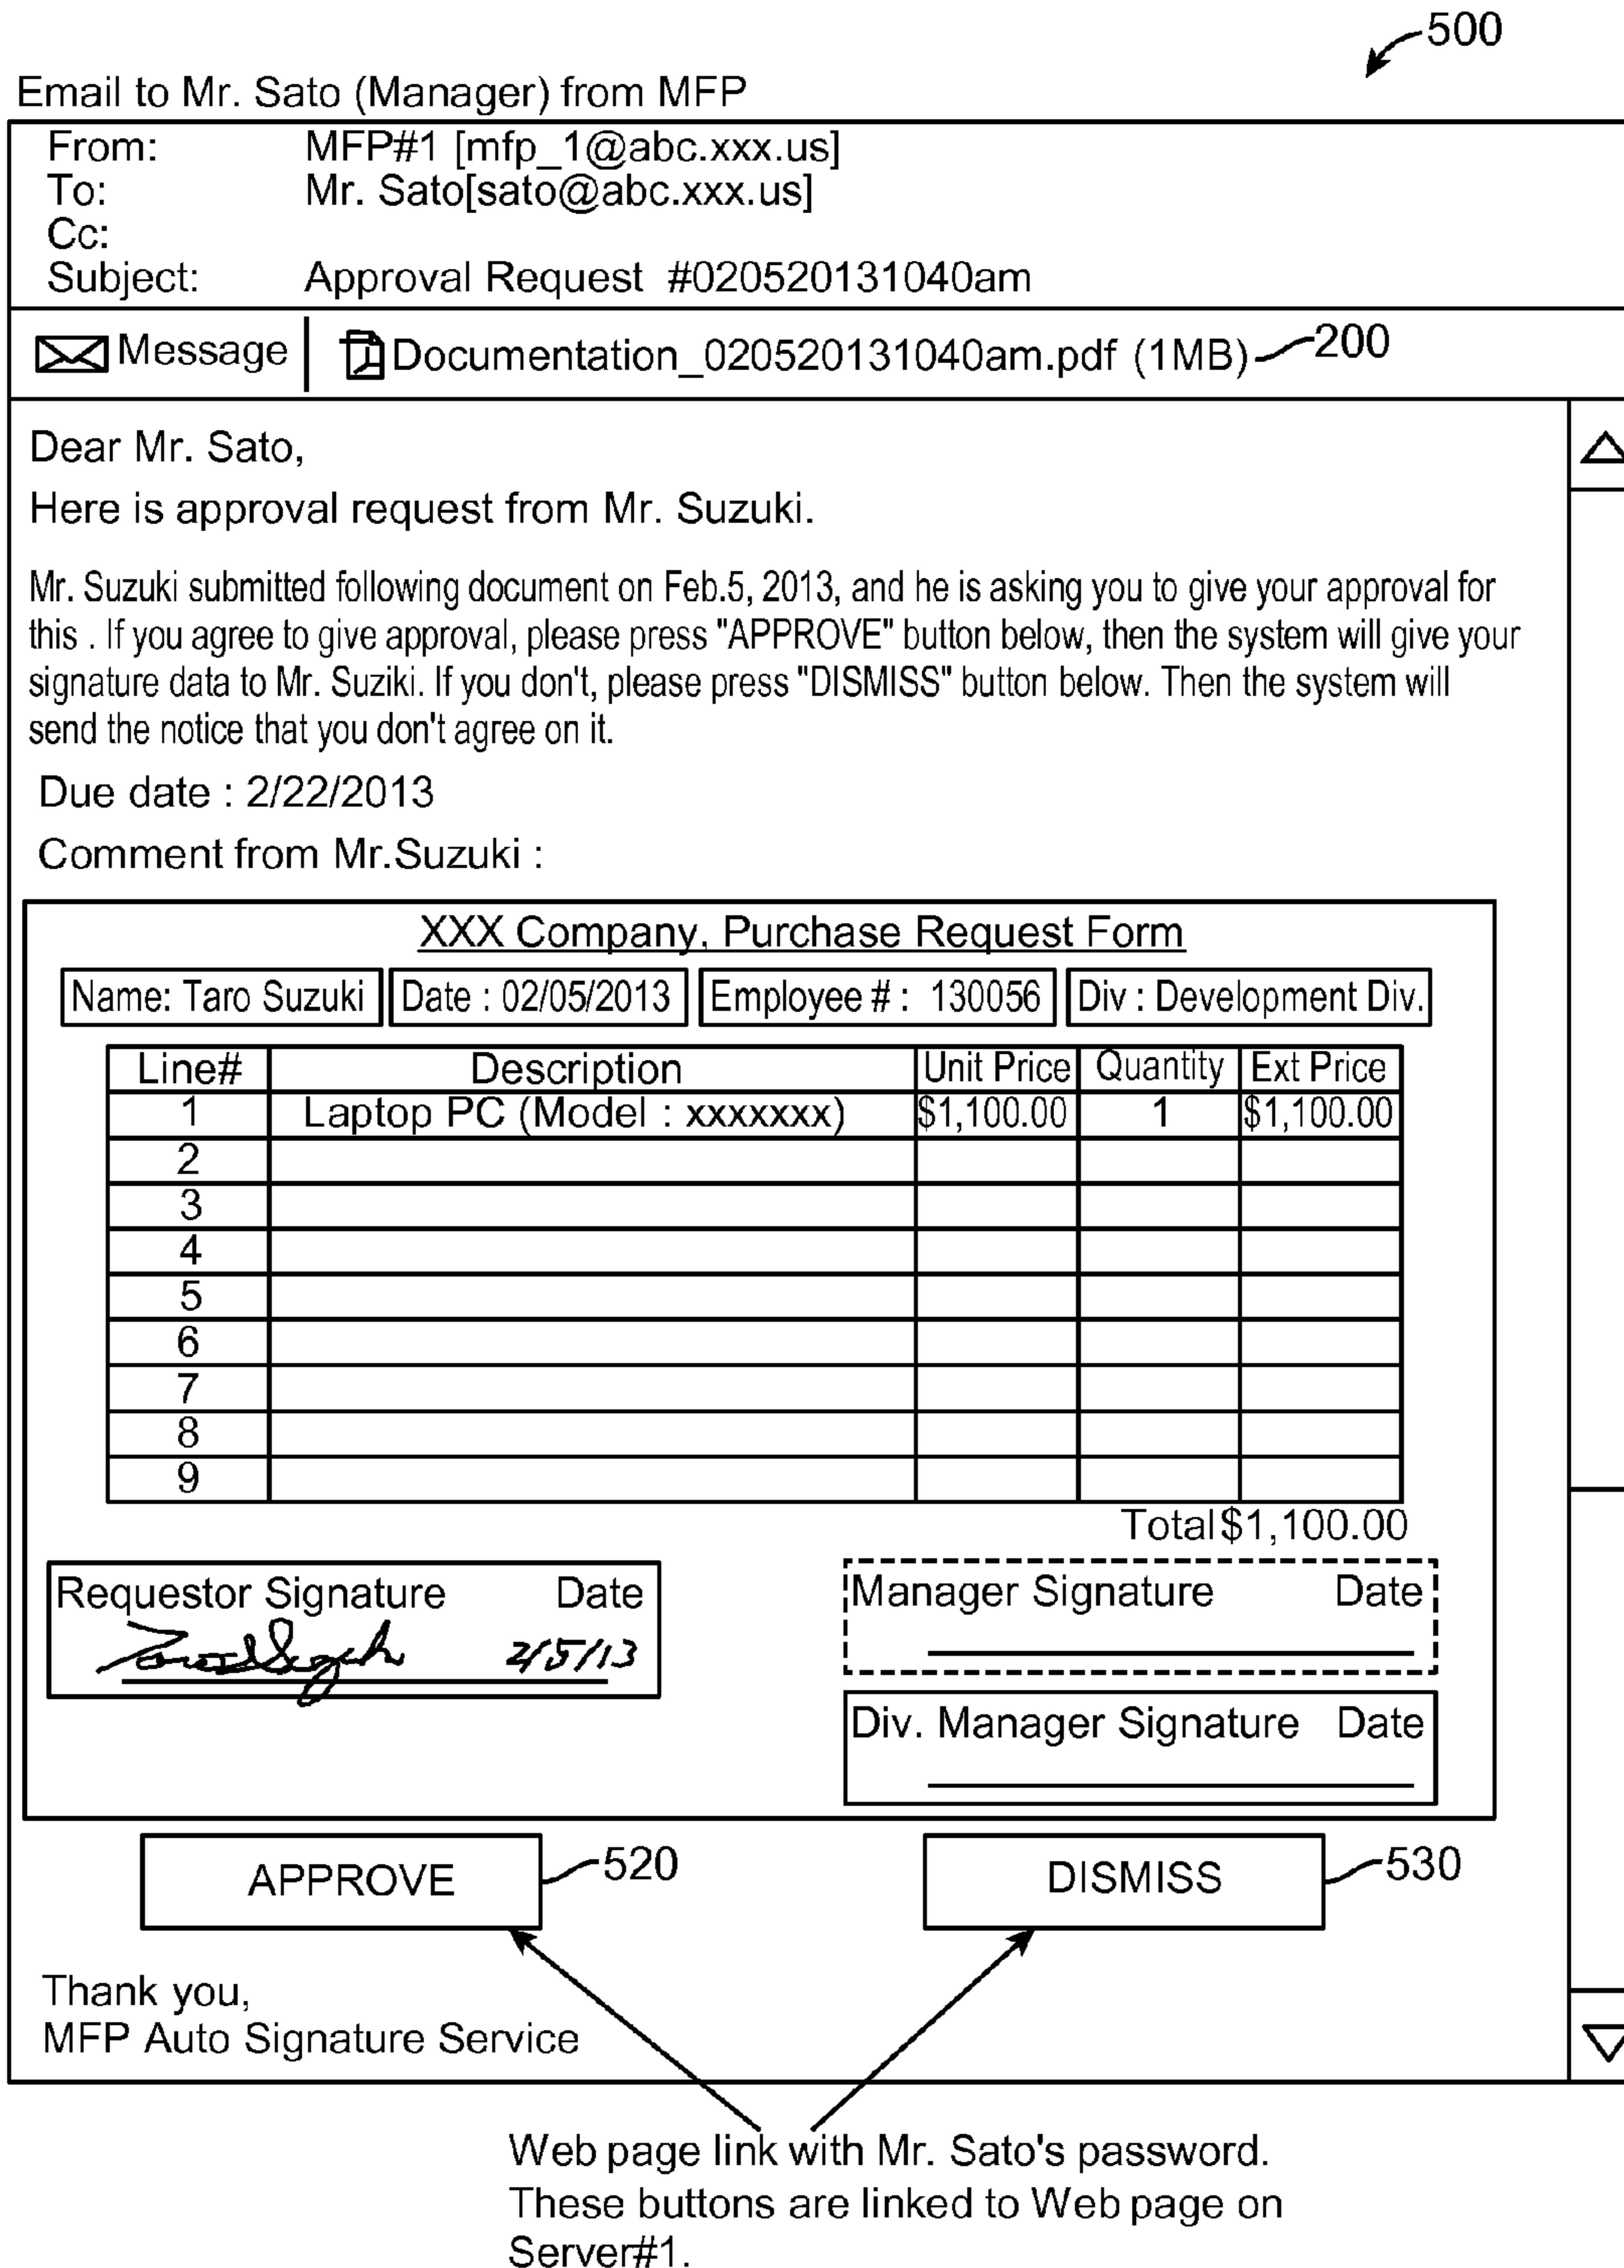 500
Email to Mr. Sato (Manager) from MFP
From: MFP#1 [mfp_1@abc.xxx.us]
To: Mr. Sato[sato@abc.xxx.us]
Cc:
Subject: Approval Request #020520131040am
Message Documentation_020520131040am.pdf (1MB) 200
Dear Mr. Sato,
Here is approval request from Mr. Suzuki.
Mr. Suzuki submitted following document on Feb.5, 2013, and he is asking you to give your approval for
this . If you agree to give approval, please press "APPROVE" button below, then the system will give your
signature data to Mr. Suziki. If you don't, please press "DISMISS" button below. Then the system will
send the notice that you don't agree on it.
Due date : 2/22/2013
Comment from Mr.Suzuki :
XXX Company, Purchase Request Form
Name: Taro Suzuki Date : 02/05/2013 Employee # : 130056 Div : Development Div.
Line# Description Unit Price Quantity Ext Price
1 Laptop PC (Model : xxxxxxx) $1,100.00 1 $1,100.00
2
3
4
5
6
7
8
9
Total $1,100.00
Requestor Signature Date
2/5/13
Manager Signature Date
Div. Manager Signature Date
APPROVE 520 DISMISS 530
Thank you,
MFP Auto Signature Service
Web page link with Mr. Sato's password.
These buttons are linked to Web page on
Server#1.